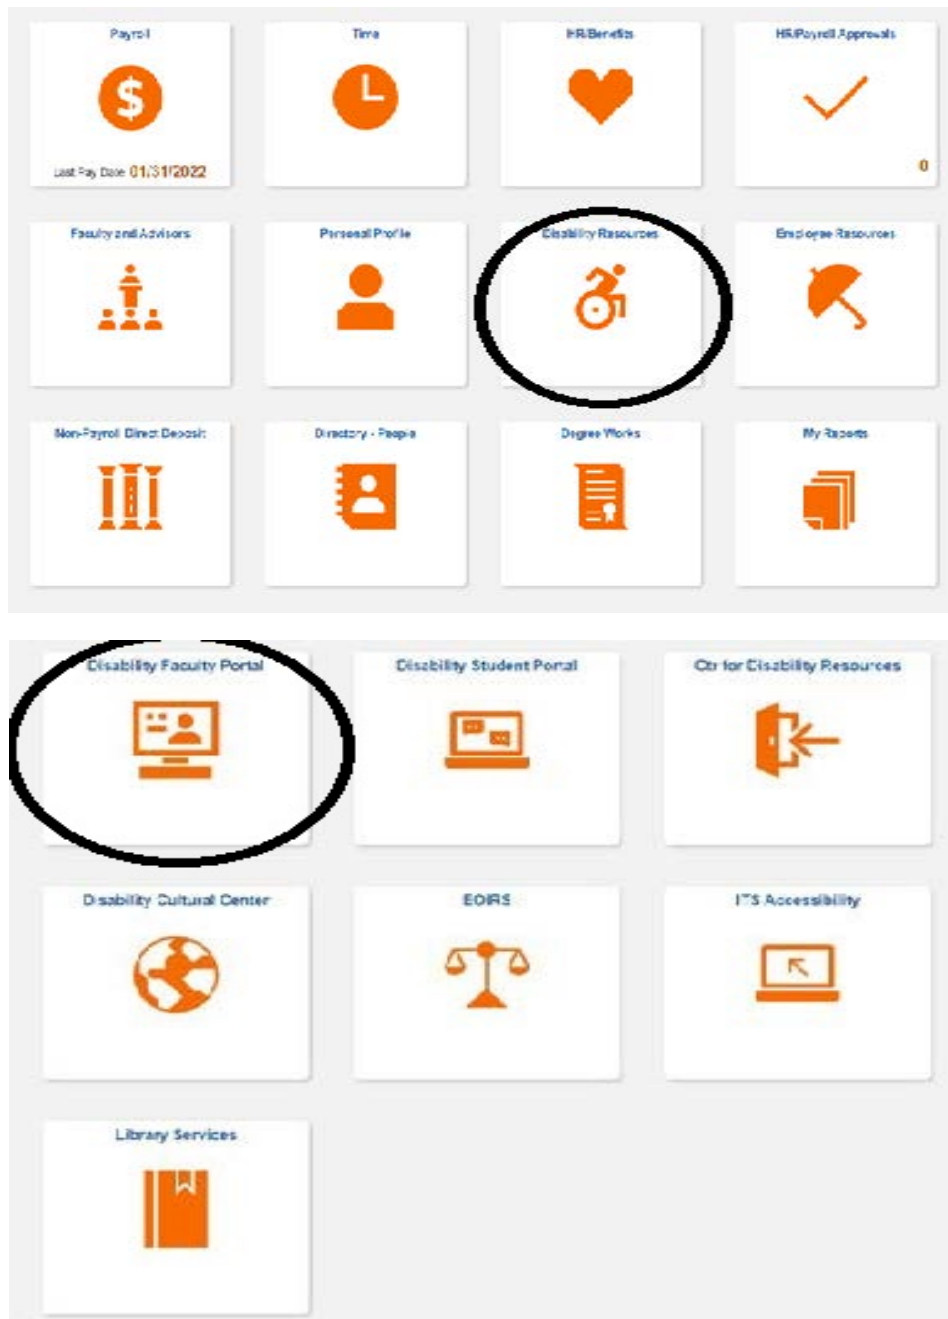 Payroll
Time
HR/Benefits
HR/Payroll Approvals
Last Pay Date 01/31/2022
0
Faculty and Advisors
Personal Profile
Disability Resources
Employee Resources
Non-Payroll Direct Deposit
Directory - People
Degree Works
My Reports
Disability Faculty Portal
Disability Student Portal
Ctr for Disability Resources
Disability Cultural Center
EOIRS
ITS Accessibility
Library Services